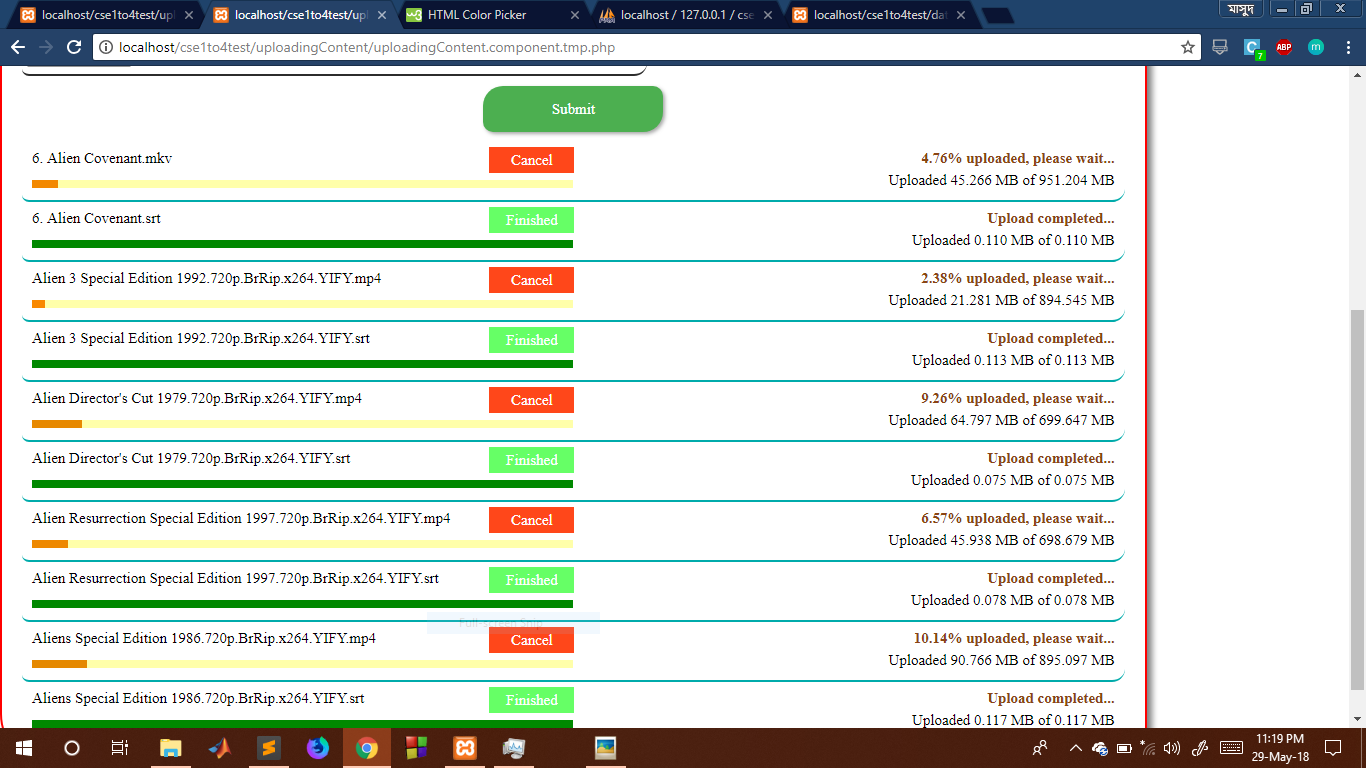 localhost/cse1to4test/upl
localhost/cse1to4test/upl
HTML Color Picker
localhost / 127.0.0.1 / cse
localhost/cse1to4test/dat
মাসুদ
localhost/cse1to4test/uploadingContent/uploadingContent.component.tmp.php
C 7
ABP
m
Submit
6. Alien Covenant.mkv Cancel 4.76% uploaded, please wait...
Uploaded 45.266 MB of 951.204 MB
6. Alien Covenant.srt Finished Upload completed...
Uploaded 0.110 MB of 0.110 MB
Alien 3 Special Edition 1992.720p.BrRip.x264.YIFY.mp4 Cancel 2.38% uploaded, please wait...
Uploaded 21.281 MB of 894.545 MB
Alien 3 Special Edition 1992.720p.BrRip.x264.YIFY.srt Finished Upload completed...
Uploaded 0.113 MB of 0.113 MB
Alien Director's Cut 1979.720p.BrRip.x264.YIFY.mp4 Cancel 9.26% uploaded, please wait...
Uploaded 64.797 MB of 699.647 MB
Alien Director's Cut 1979.720p.BrRip.x264.YIFY.srt Finished Upload completed...
Uploaded 0.075 MB of 0.075 MB
Alien Resurrection Special Edition 1997.720p.BrRip.x264.YIFY.mp4 Cancel 6.57% uploaded, please wait...
Uploaded 45.938 MB of 698.679 MB
Alien Resurrection Special Edition 1997.720p.BrRip.x264.YIFY.srt Finished Upload completed...
Uploaded 0.078 MB of 0.078 MB
Full-screen Snip
Aliens Special Edition 1986.720p.BrRip.x264.YIFY.mp4 Cancel 10.14% uploaded, please wait...
Uploaded 90.766 MB of 895.097 MB
Aliens Special Edition 1986.720p.BrRip.x264.YIFY.srt Finished Upload completed...
Uploaded 0.117 MB of 0.117 MB
11:19 PM
29-May-18